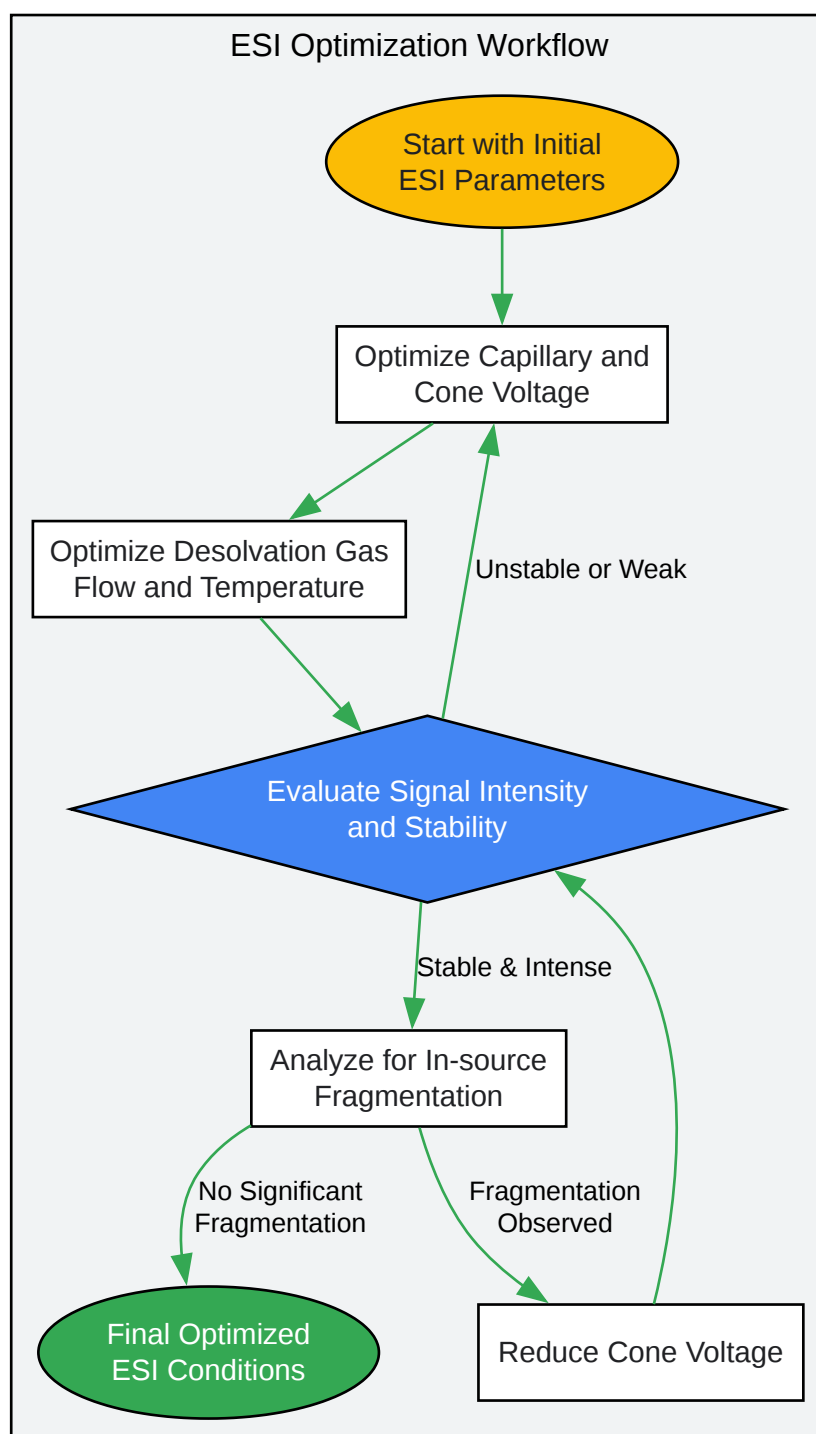 ESI Optimization Workflow
Start with Initial
ESI Parameters
Optimize Capillary and
Cone Voltage
Optimize Desolvation Gas
Flow and Temperature
Unstable or Weak
Evaluate Signal Intensity
and Stability
Stable & Intense
Analyze for In-source
Fragmentation
No Significant
Fragmentation
Fragmentation
Observed
Final Optimized
ESI Conditions
Reduce Cone Voltage